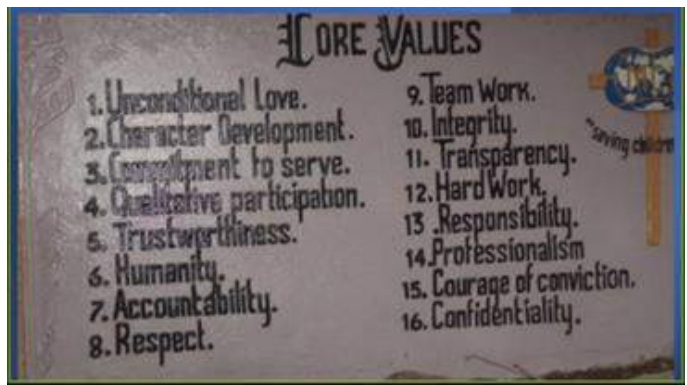 CORE VALUES
1. Unconditional Love.
2. Character Development.
3. Commitment to serve.
4. Qualitative participation.
5. Trustworthiness.
6. Humanity.
7. Accountability.
8. Respect.
9. Team Work.
10. Integrity.
11. Transparency.
12. Hard Work.
13 .Responsibility.
14.Professionalism
15. Courage of conviction.
16. Confidentiality.
"saving children